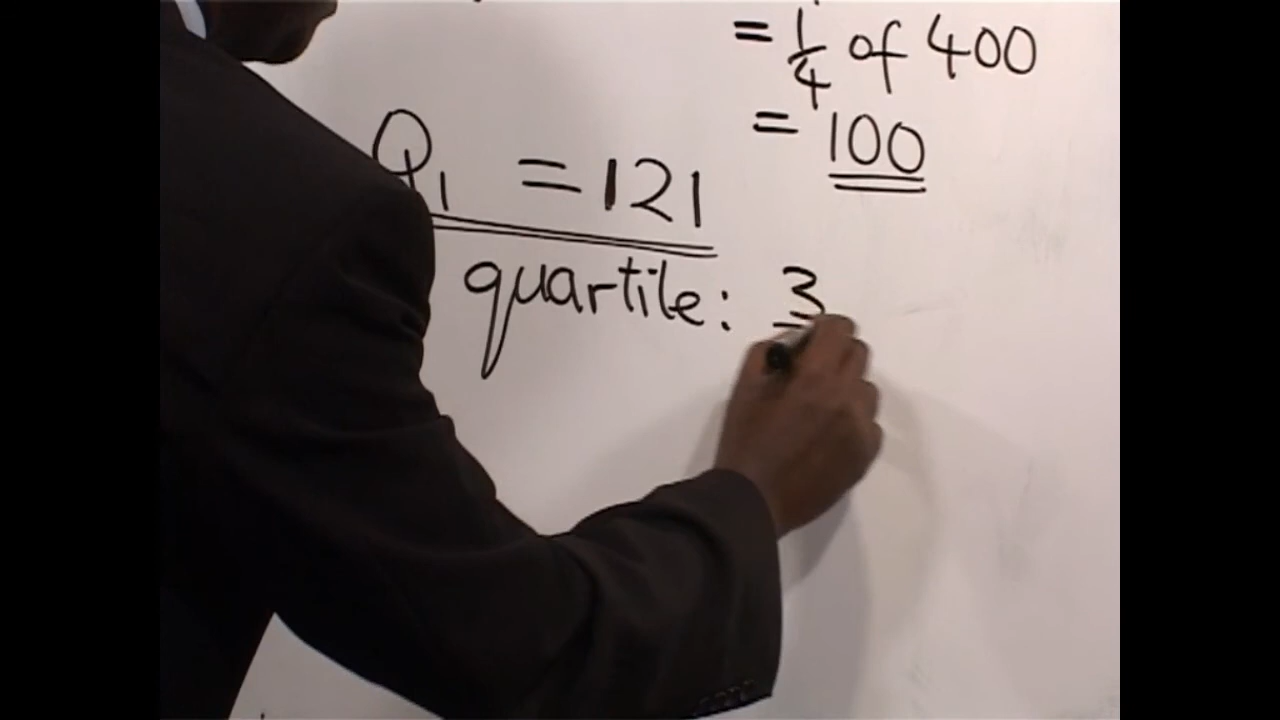 = 1/4 of 400
= 100
Q1 = 121
quartile: 3